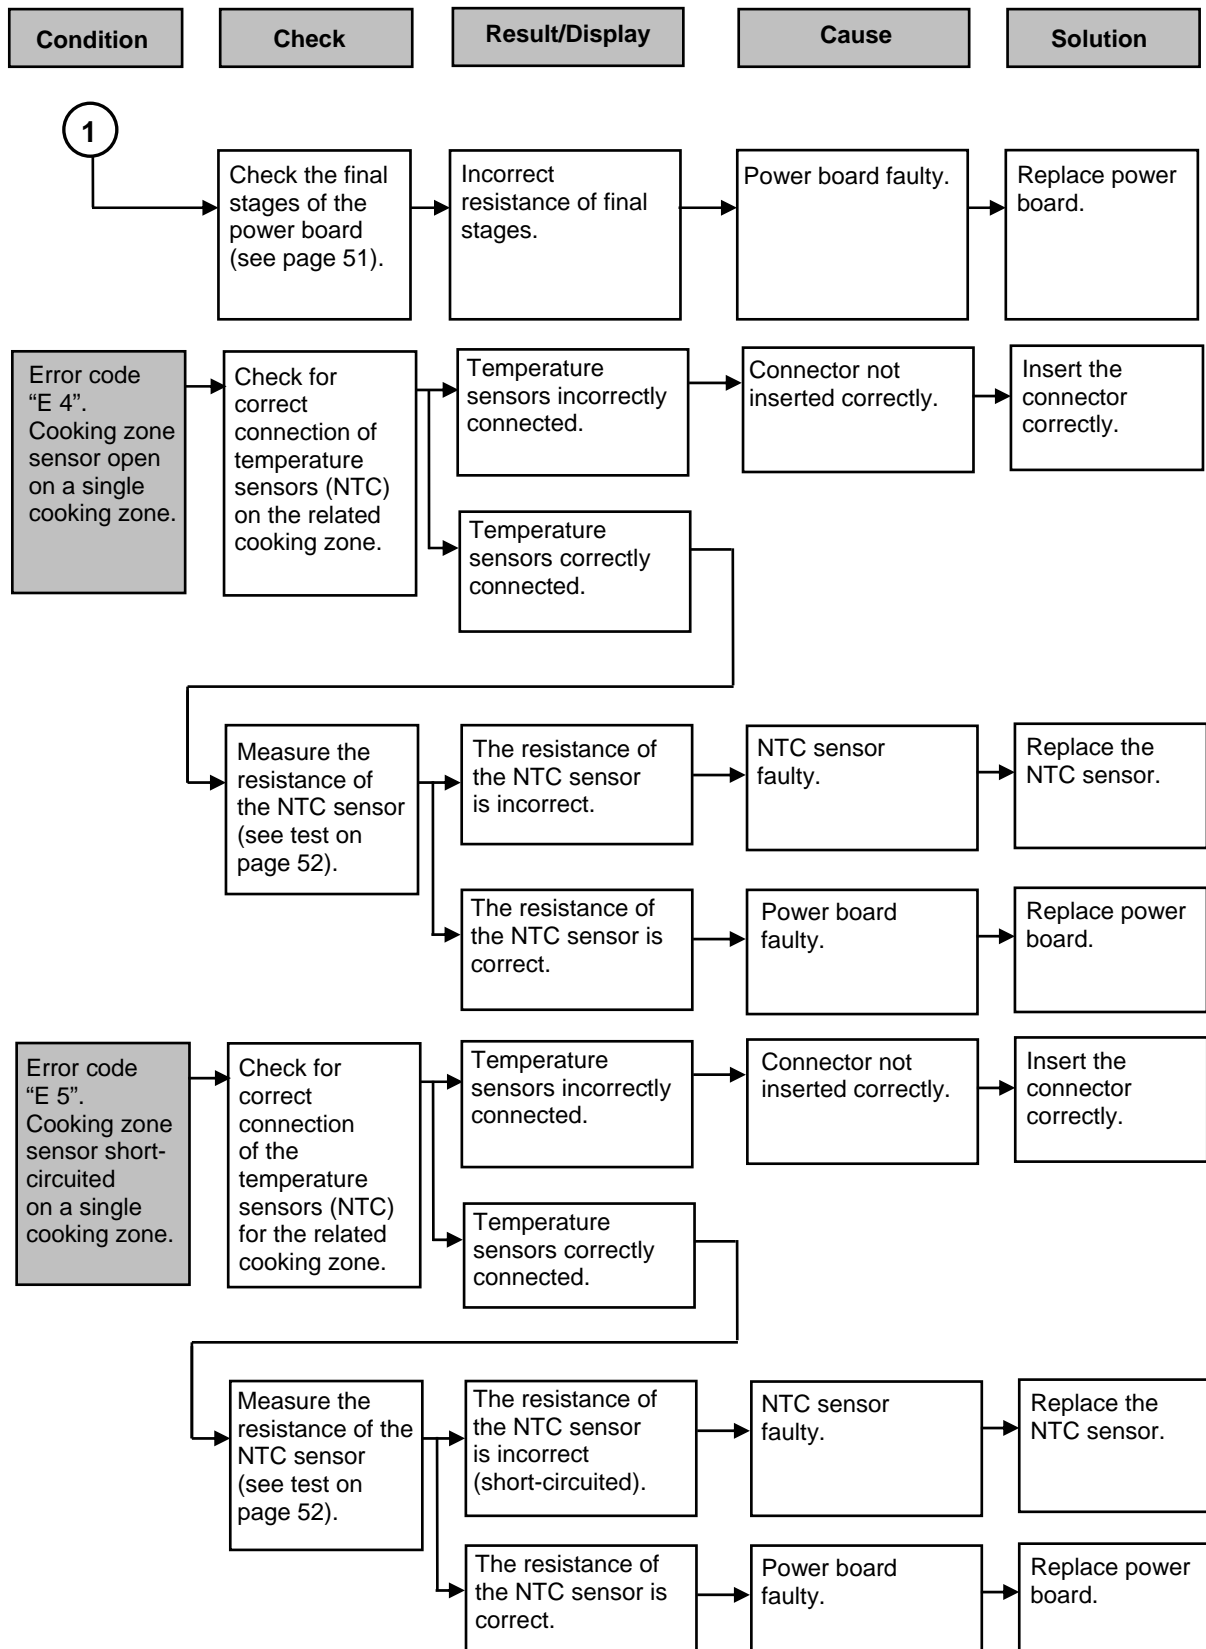 Condition
Check
Result/Display
Cause
Solution
1
Check the final
stages of the
power board
(see page 51).
Incorrect
resistance of final
stages.
Power board faulty.
Replace power
board.
Error code
“E 4”.
Cooking zone
sensor open
on a single
cooking zone.
Check for
correct
connection of
temperature
sensors (NTC)
on the related
cooking zone.
Temperature
sensors incorrectly
connected.
Connector not
inserted correctly.
Insert the
connector
correctly.
Temperature
sensors correctly
connected.
Measure the
resistance of
the NTC sensor
(see test on
page 52).
The resistance of
the NTC sensor
is incorrect.
NTC sensor
faulty.
Replace the
NTC sensor.
The resistance of
the NTC sensor is
correct.
Power board
faulty.
Replace power
board.
Error code
“E 5”.
Cooking zone
sensor short-
circuited
on a single
cooking zone.
Check for
correct
connection
of the
temperature
sensors (NTC)
for the related
cooking zone.
Temperature
sensors incorrectly
connected.
Connector not
inserted correctly.
Insert the
connector
correctly.
Temperature
sensors correctly
connected.
Measure the
resistance of the
NTC sensor
(see test on
page 52).
The resistance of
the NTC sensor
is incorrect
(short-circuited).
NTC sensor
faulty.
Replace the
NTC sensor.
The resistance of
the NTC sensor is
correct.
Power board
faulty.
Replace power
board.